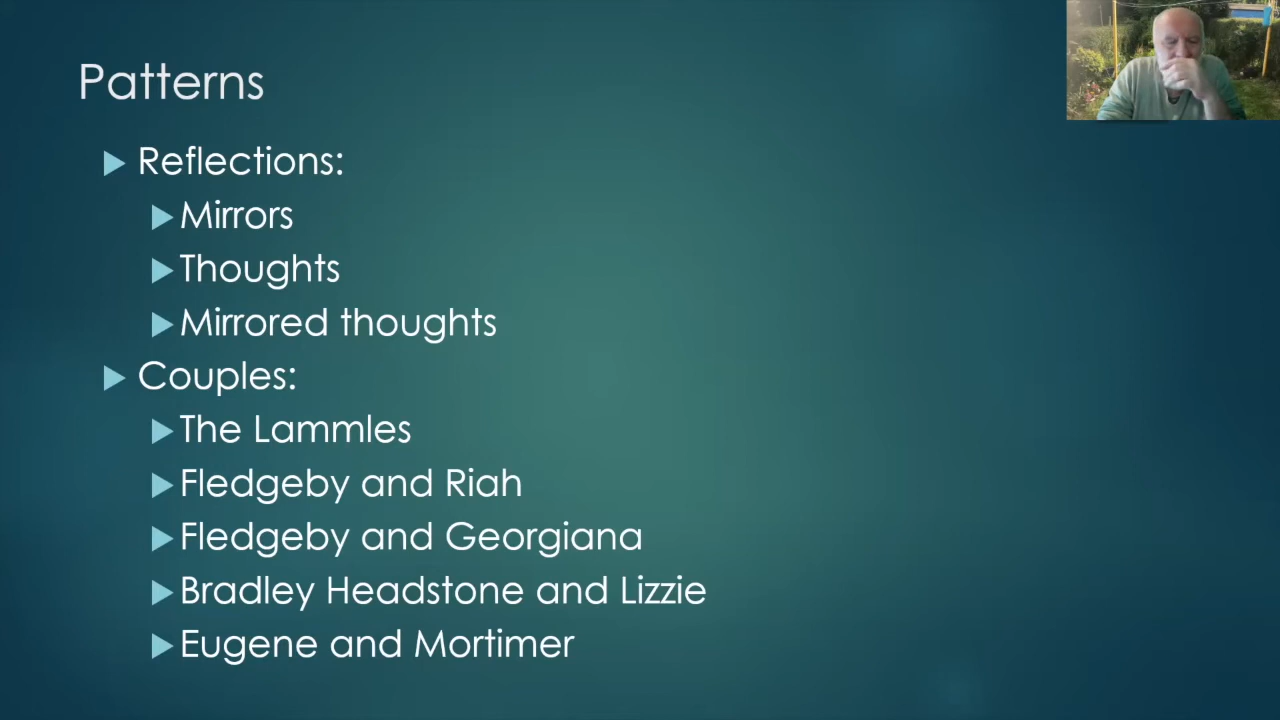 Patterns
Reflections:
Mirrors
Thoughts
Mirrored thoughts
Couples:
The Lammles
Fledgeby and Riah
Fledgeby and Georgiana
Bradley Headstone and Lizzie
Eugene and Mortimer